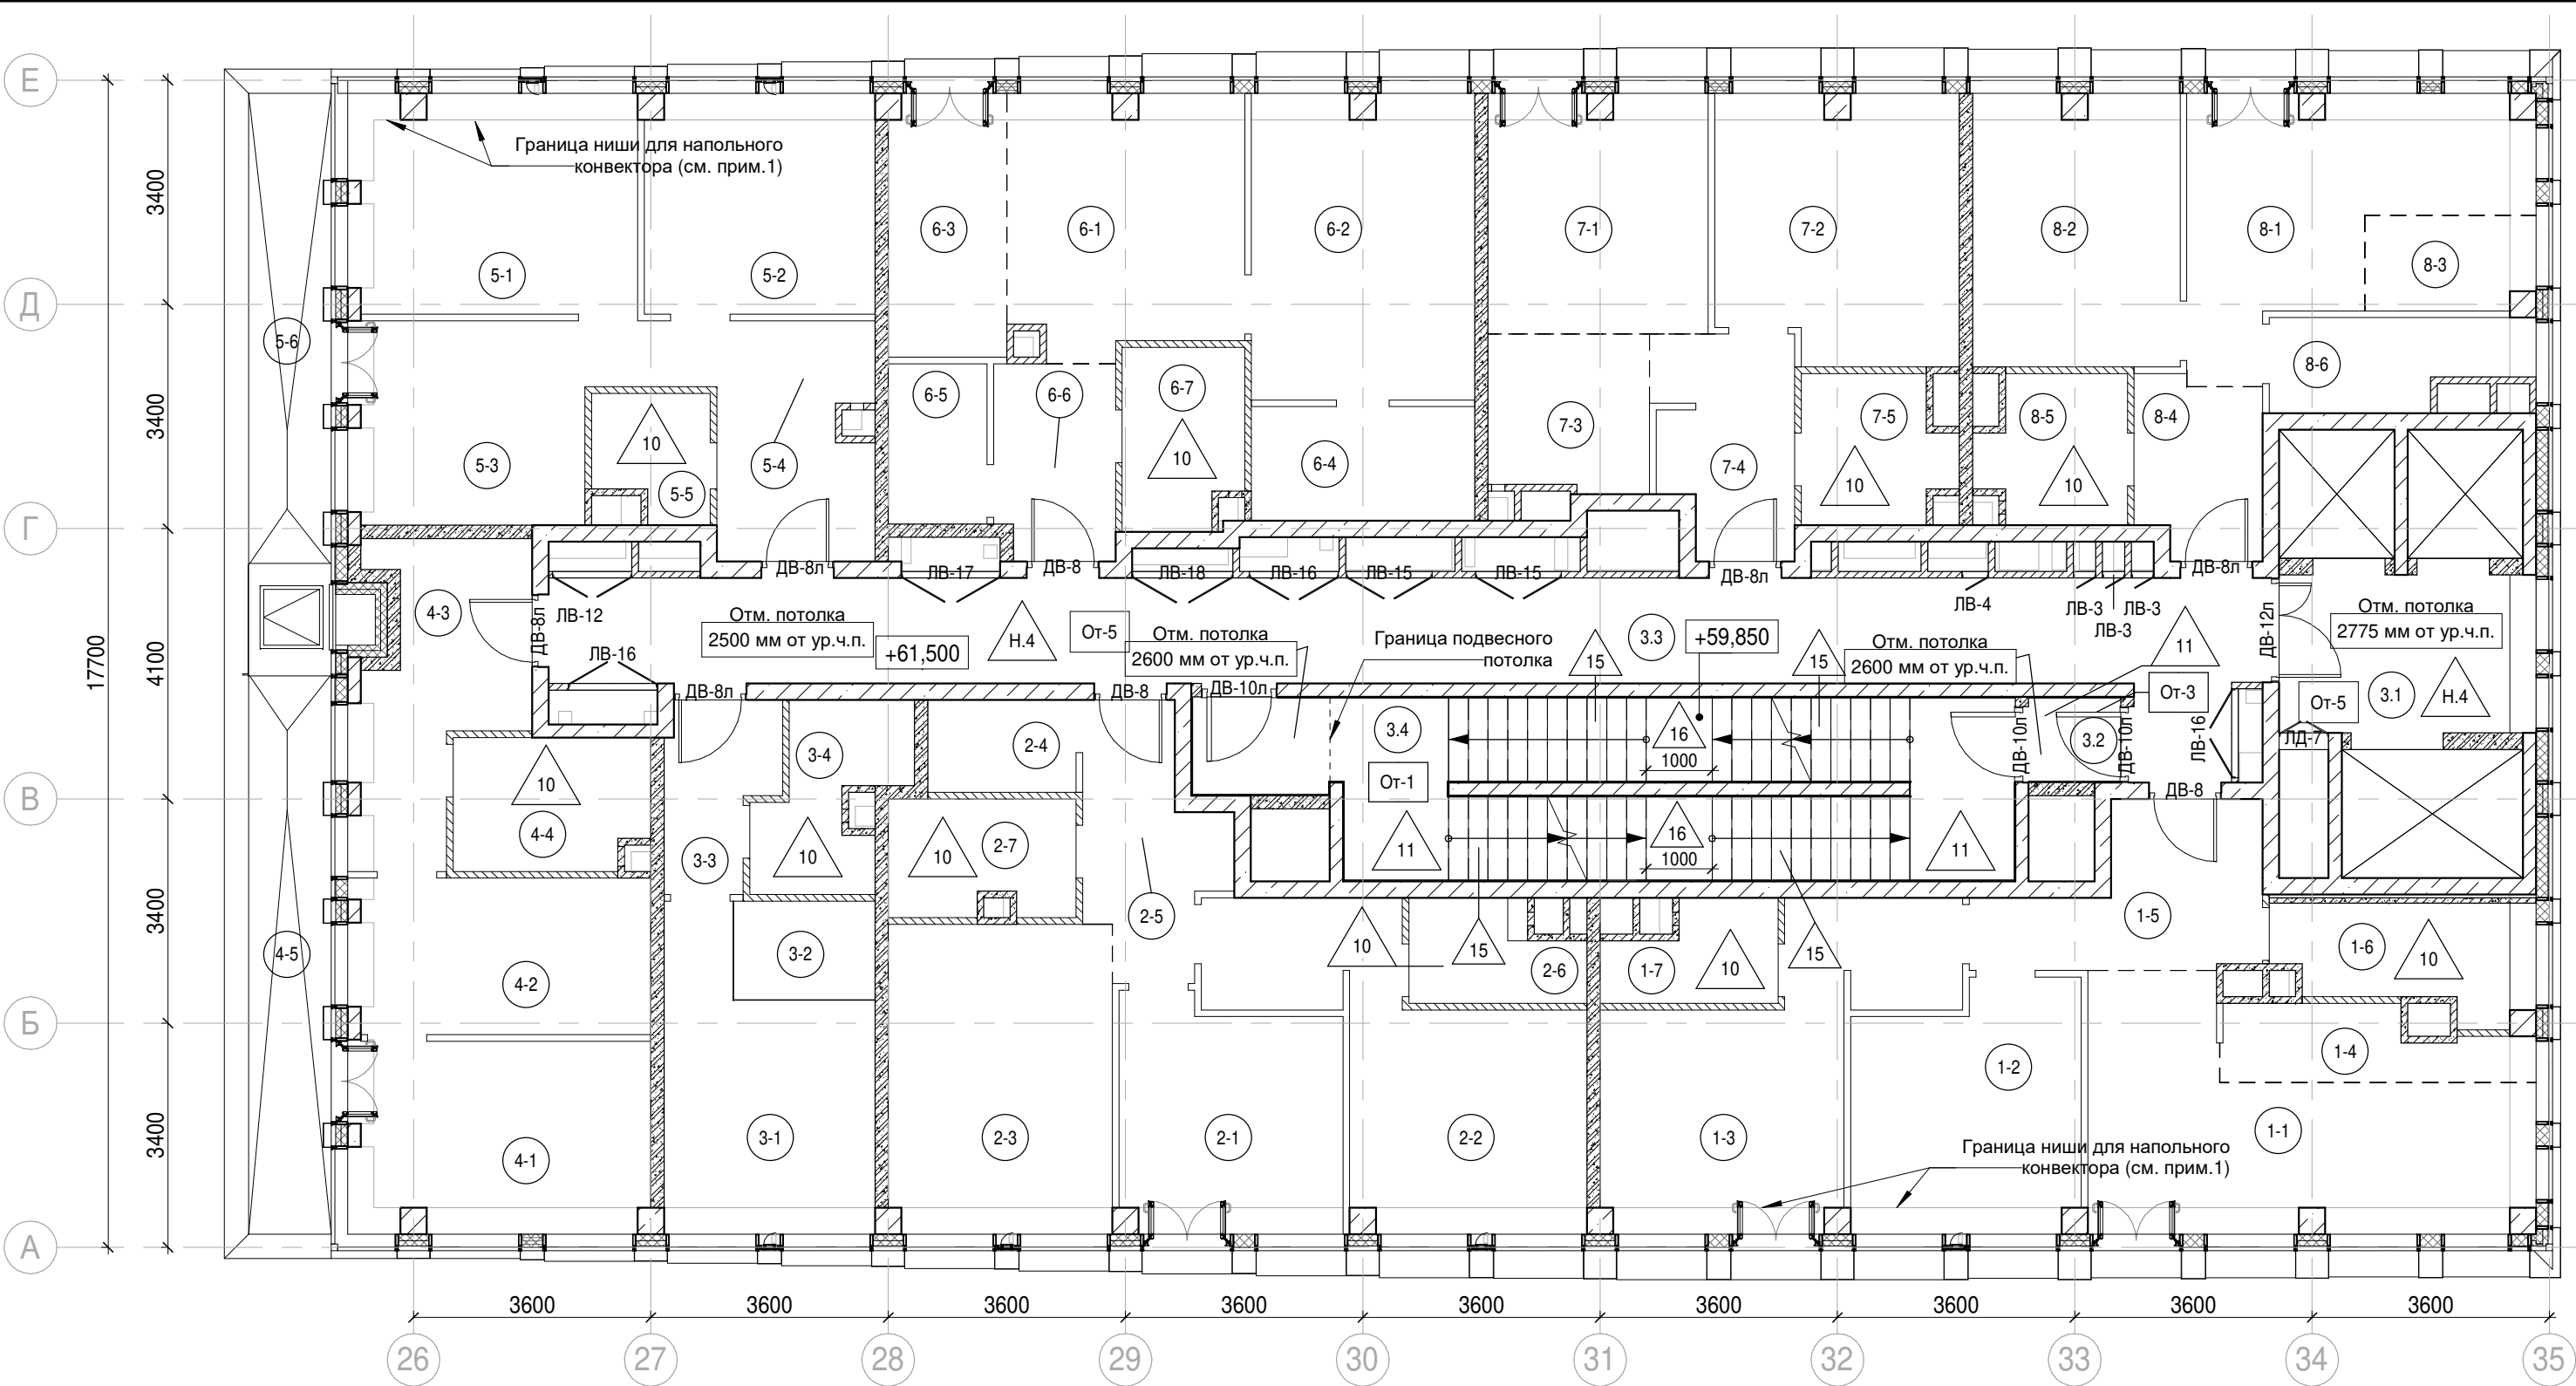 Е
Д
Г
В
Б
А
17700
3400
3400
4100
3400
3400
Граница ниши для напольного
конвектора (см. прим.1)
5-1
5-2
5-6
5-3
5-4
5-5
10
6-3
6-1
6-2
6-5
6-6
6-7
10
6-4
7-1
7-2
7-3
7-4
7-5
10
8-2
8-1
8-3
8-6
8-5
8-4
10
4-3
ДВ-8л
ЛВ-12
ЛВ-16
ДВ-8л
ЛВ-17
ДВ-8
ЛВ-18
ЛВ-16
ЛВ-15
ЛВ-15
ДВ-8л
ЛВ-4
ЛВ-3
ЛВ-3
ЛВ-3
ДВ-8л
Отм. потолка
2500 мм от ур.ч.п.
+61,500
Н.4
От-5
Отм. потолка
2600 мм от ур.ч.п.
Граница подвесного
потолка
15
3.3
+59,850
15
Отм. потолка
2600 мм от ур.ч.п.
11
От-3
ДВ-12л
Отм. потолка
2775 мм от ур.ч.п.
От-5
3.1
Н.4
ДВ-8л
ДВ-8
ДВ-10л
3.4
От-1
16
1000
16
1000
11
11
ДВ-10л
3.2
ДВ-10л
ЛВ-16
ЛД-7
ДВ-8
10
4-4
3-4
2-4
3-3
10
10
2-7
2-5
4-5
4-2
3-2
10
15
2-6
1-7
10
15
1-5
1-6
10
1-4
1-2
4-1
3-1
2-3
2-1
2-2
1-3
1-1
Граница ниши для напольного
конвектора (см. прим.1)
3600
3600
3600
3600
3600
3600
3600
3600
3600
26
27
28
29
30
31
32
33
34
35